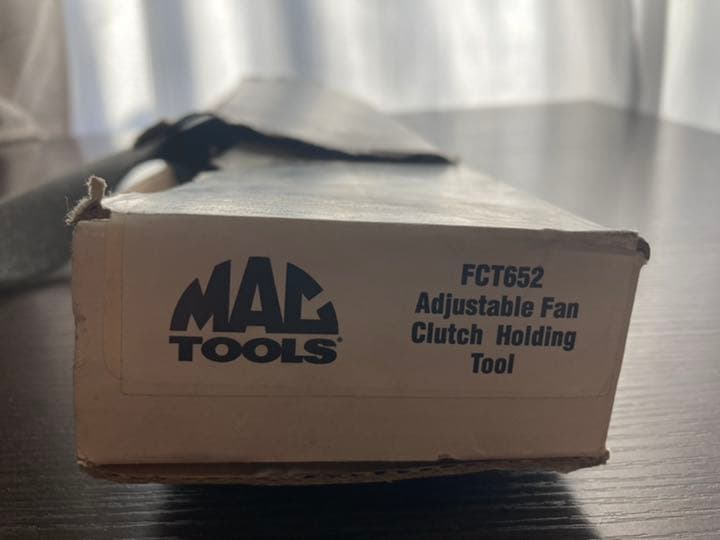 MAC
TOOLS®
FCT652
Adjustable Fan
Clutch Holding
Tool